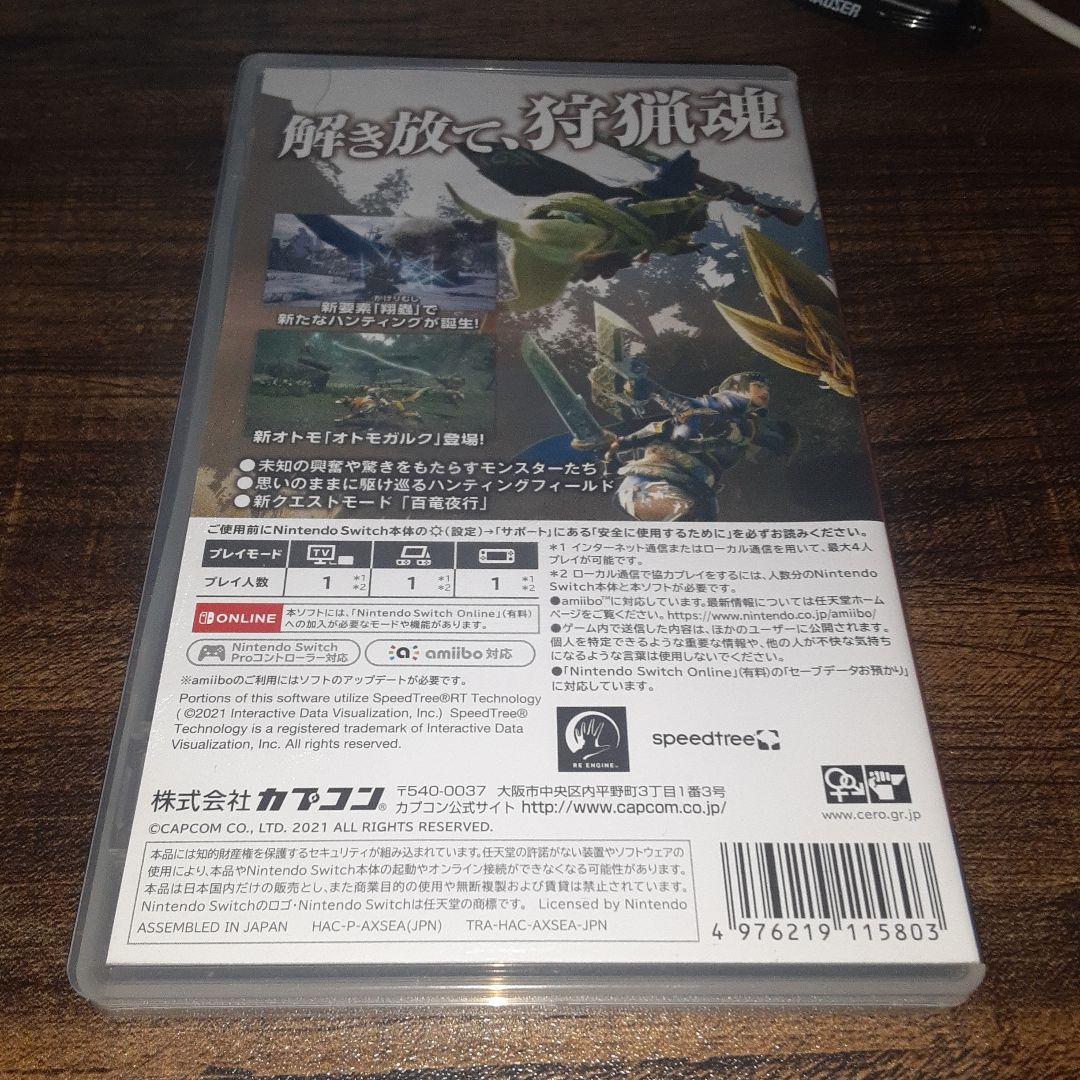 解き放て、狩猟魂
かけりむし
新要素「翔蟲」で
新たなハンティングが誕生!
新オトモ「オトモガルク」登場!
●未知の興奮や驚きをもたらすモンスターたち
●思いのままに駆け巡るハンティングフィールド
●新クエストモード「百竜夜行」
ご使用前にNintendo Switch本体の(設定)→「サポート」にある「安全に使用するために」を必ずお読みください。
プレイモード TV
プレイ人数 1 *1 *2 1 *1 *2 1 *1 *2
*1 インターネット通信またはローカル通信を用いて、最大4人
プレイが可能です。
*2 ローカル通信で協力プレイをするには、人数分のNintendo
Switch本体と本ソフトが必要です。
●amiibo™に対応しています。最新情報については任天堂ホーム
ページをご覧ください。https://www.nintendo.co.jp/amiibo/
●ゲーム内で送信した内容は、ほかのユーザーに公開されます。
個人を特定できるような重要な情報や、他の人が不快な気持ち
になるような言葉は使用しないでください。
●「Nintendo Switch Online」(有料)の「セーブデータお預かり」
に対応しています。
ONLINE 本ソフトには、「Nintendo Switch Online」(有料)
への加入が必要なモードや機能があります。
Nintendo Switch
Proコントローラー対応
amiibo 対応
※amiiboのご利用にはソフトのアップデートが必要です。
Portions of this software utilize SpeedTree®RT Technology
(©2021 Interactive Data Visualization, Inc.) SpeedTree®
Technology is a registered trademark of Interactive Data
Visualization, Inc. All rights reserved.
RE ENGINE™
speedtree
株式会社カプコン®
〒540-0037 大阪市中央区内平野町3丁目1番3号
カプコン公式サイト http://www.capcom.co.jp/
©CAPCOM CO., LTD. 2021 ALL RIGHTS RESERVED.
www.cero.gr.jp
本品には知的財産権を保護するセキュリティが組み込まれています。任天堂の許諾がない装置やソフトウェアの
使用により、本品やNintendo Switch本体の起動やオンライン接続ができなくなる可能性があります。
本品は日本国内だけの販売とし、また商業目的の使用や無断複製および賃貸は禁止されています。
Nintendo Switchのロゴ・Nintendo Switchは任天堂の商標です。 Licensed by Nintendo
ASSEMBLED IN JAPAN HAC-P-AXSEA(JPN) TRA-HAC-AXSEA-JPN
4 976219 115803